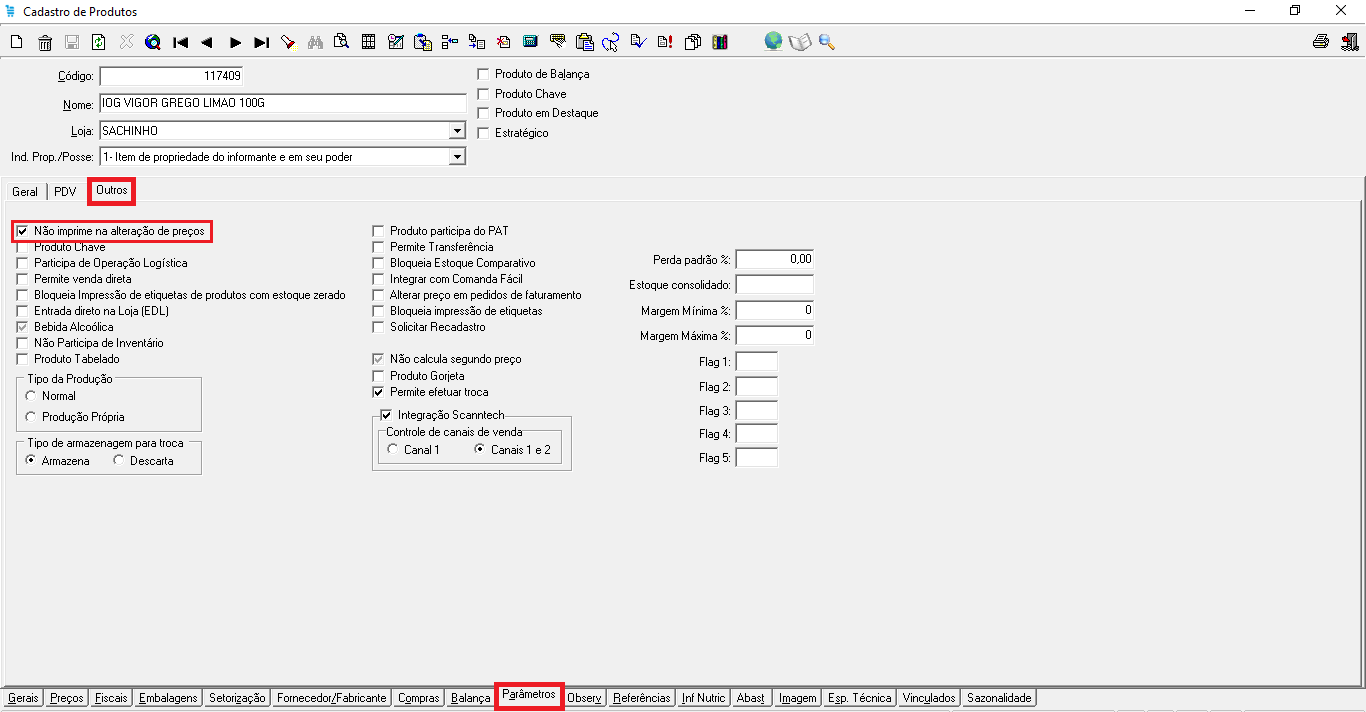 Cadastro de Produtos
Código: 117409
Nome: IOG VIGOR GREGO LIMAO 100G
Loja: SACHINHO
Ind. Prop./Posse: 1- Item de propriedade do informante e em seu poder
Produto de Balança
Produto Chave
Produto em Destaque
Estratégico
Geral PDV Outros
Não imprime na alteração de preços
Produto Chave
Participa de Operação Logística
Permite venda direta
Bloqueia Impressão de etiquetas de produtos com estoque zerado
Entrada direto na Loja (EDL)
Bebida Alcoólica
Não Participa de Inventário
Produto Tabelado
Tipo da Produção
Normal
Produção Própria
Tipo de armazenagem para troca
Armazena Descarta
Produto participa do PAT
Permite Transferência
Bloqueia Estoque Comparativo
Integrar com Comanda Fácil
Alterar preço em pedidos de faturamento
Bloqueia impressão de etiquetas
Solicitar Recadastro
Não calcula segundo preço
Produto Gorjeta
Permite efetuar troca
Integração Scanntech
Controle de canais de venda
Canal 1 Canais 1 e 2
Perda padrão %: 0,00
Estoque consolidado:
Margem Mínima %: 0
Margem Máxima %: 0
Flag 1:
Flag 2:
Flag 3:
Flag 4:
Flag 5:
Gerais Preços Fiscais Embalagens Setorização Fornecedor/Fabricante Compras Balança Parâmetros Observ Referências Inf Nutric Abast Imagem Esp. Técnica Vinculados Sazonalidade